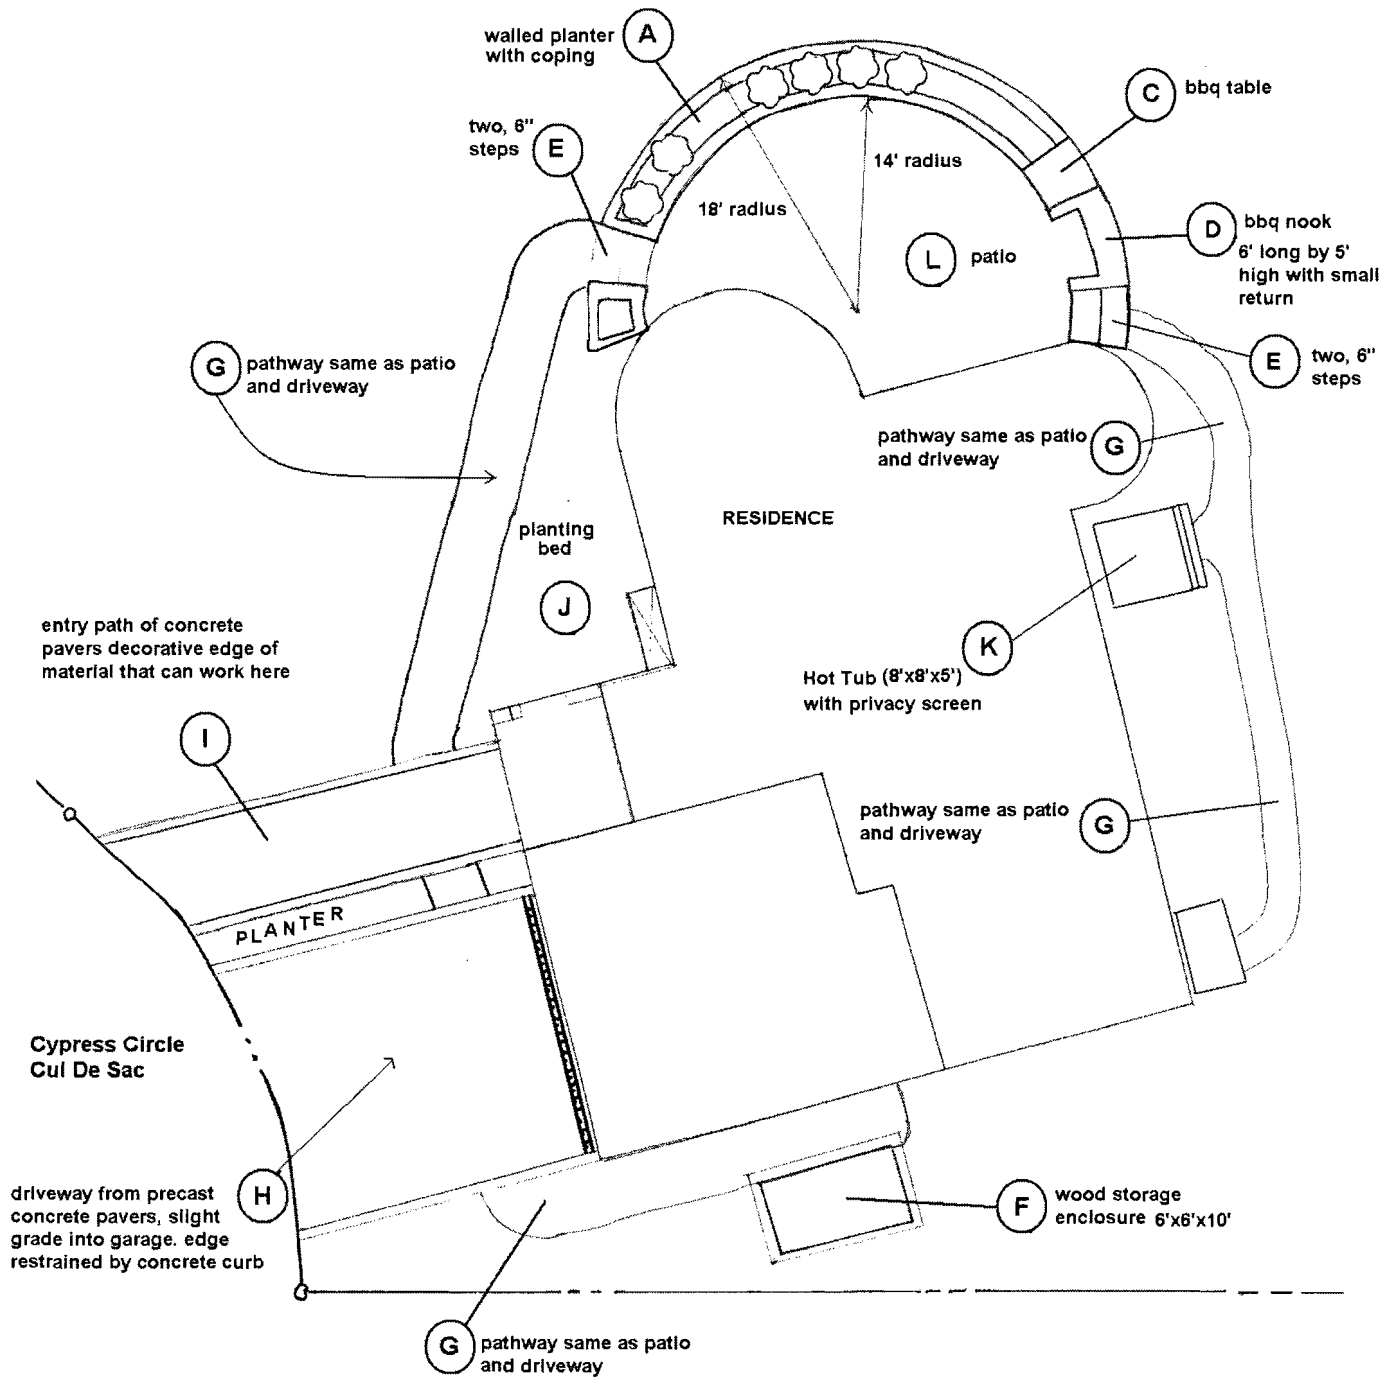 walled planter
with coping
A
two, 6"
steps
E
C
bbq table
14' radius
18' radius
D
bbq nook
6' long by 5'
high with small
return
L
patio
G
pathway same as patio
and driveway
E
two, 6"
steps
pathway same as patio
and driveway
G
RESIDENCE
planting
bed
J
entry path of concrete
pavers decorative edge of
material that can work here
I
K
Hot Tub (8'x8'x5')
with privacy screen
pathway same as patio
and driveway
G
PLANTER
Cypress Circle
Cul De Sac
H
driveway from precast
concrete pavers, slight
grade into garage. edge
restrained by concrete curb
F
wood storage
enclosure 6'x6'x10'
G
pathway same as patio
and driveway